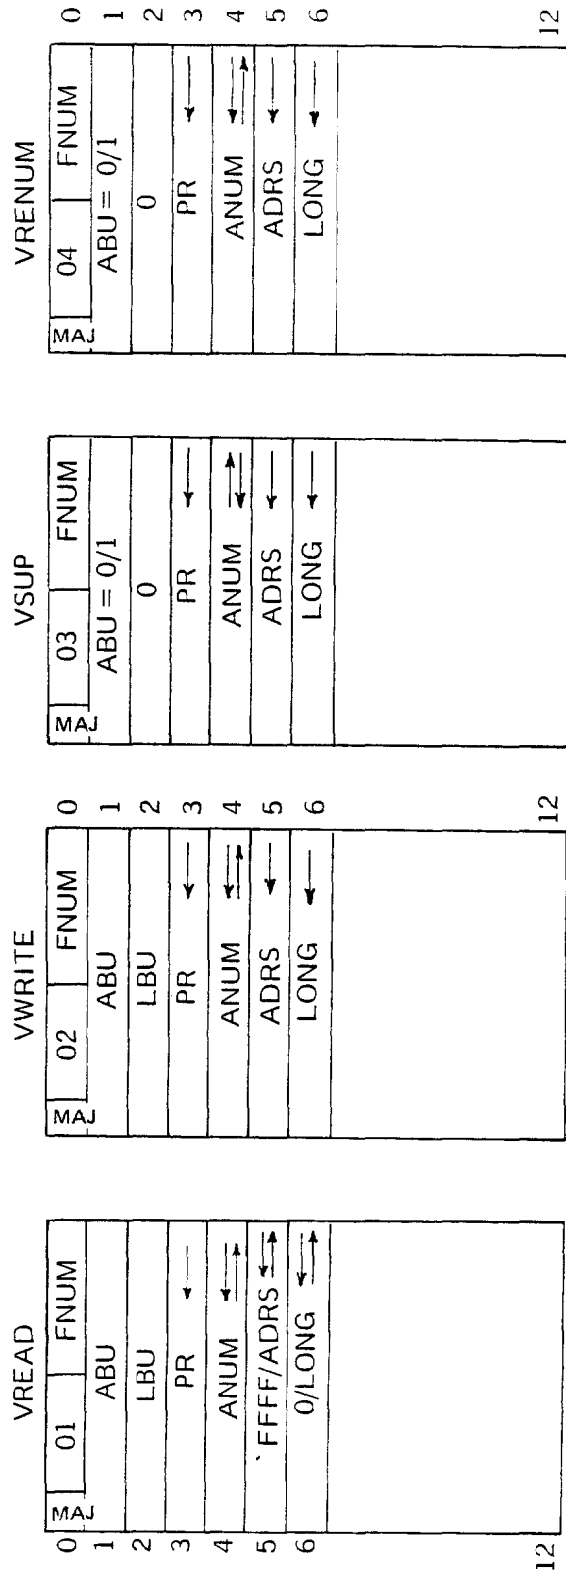 VREAD
MAJ 01 FNUM
0
ABU
1
LBU
2
PR
3
ANUM
4
`FFFF/ADRS
5
0/LONG
6
12
VWRITE
MAJ 02 FNUM
0
ABU
1
LBU
2
PR
3
ANUM
4
ADRS
5
LONG
6
12
VSUP
MAJ 03 FNUM
ABU = 0/1
0
PR
ANUM
ADRS
LONG
VRENUM
MAJ 04 FNUM
0
ABU = 0/1
1
0
2
PR
3
ANUM
4
ADRS
5
LONG
6
12